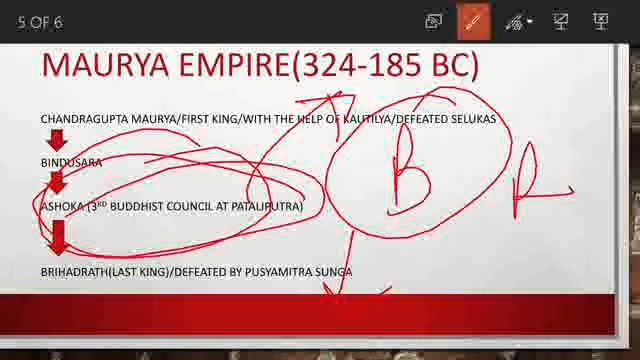 5 OF 6
MAURYA EMPIRE(324-185 BC)
CHANDRAGUPTA MAURYA/FIRST KING/WITH THE HELP OF KAUTILYA/DEFEATED SELUKAS
BINDUSARA
ASHOKA (3RD BUDDHIST COUNCIL AT PATALIPUTRA)
BRIHADRATH(LAST KING)/DEFEATED BY PUSYAMITRA SUNGA
B